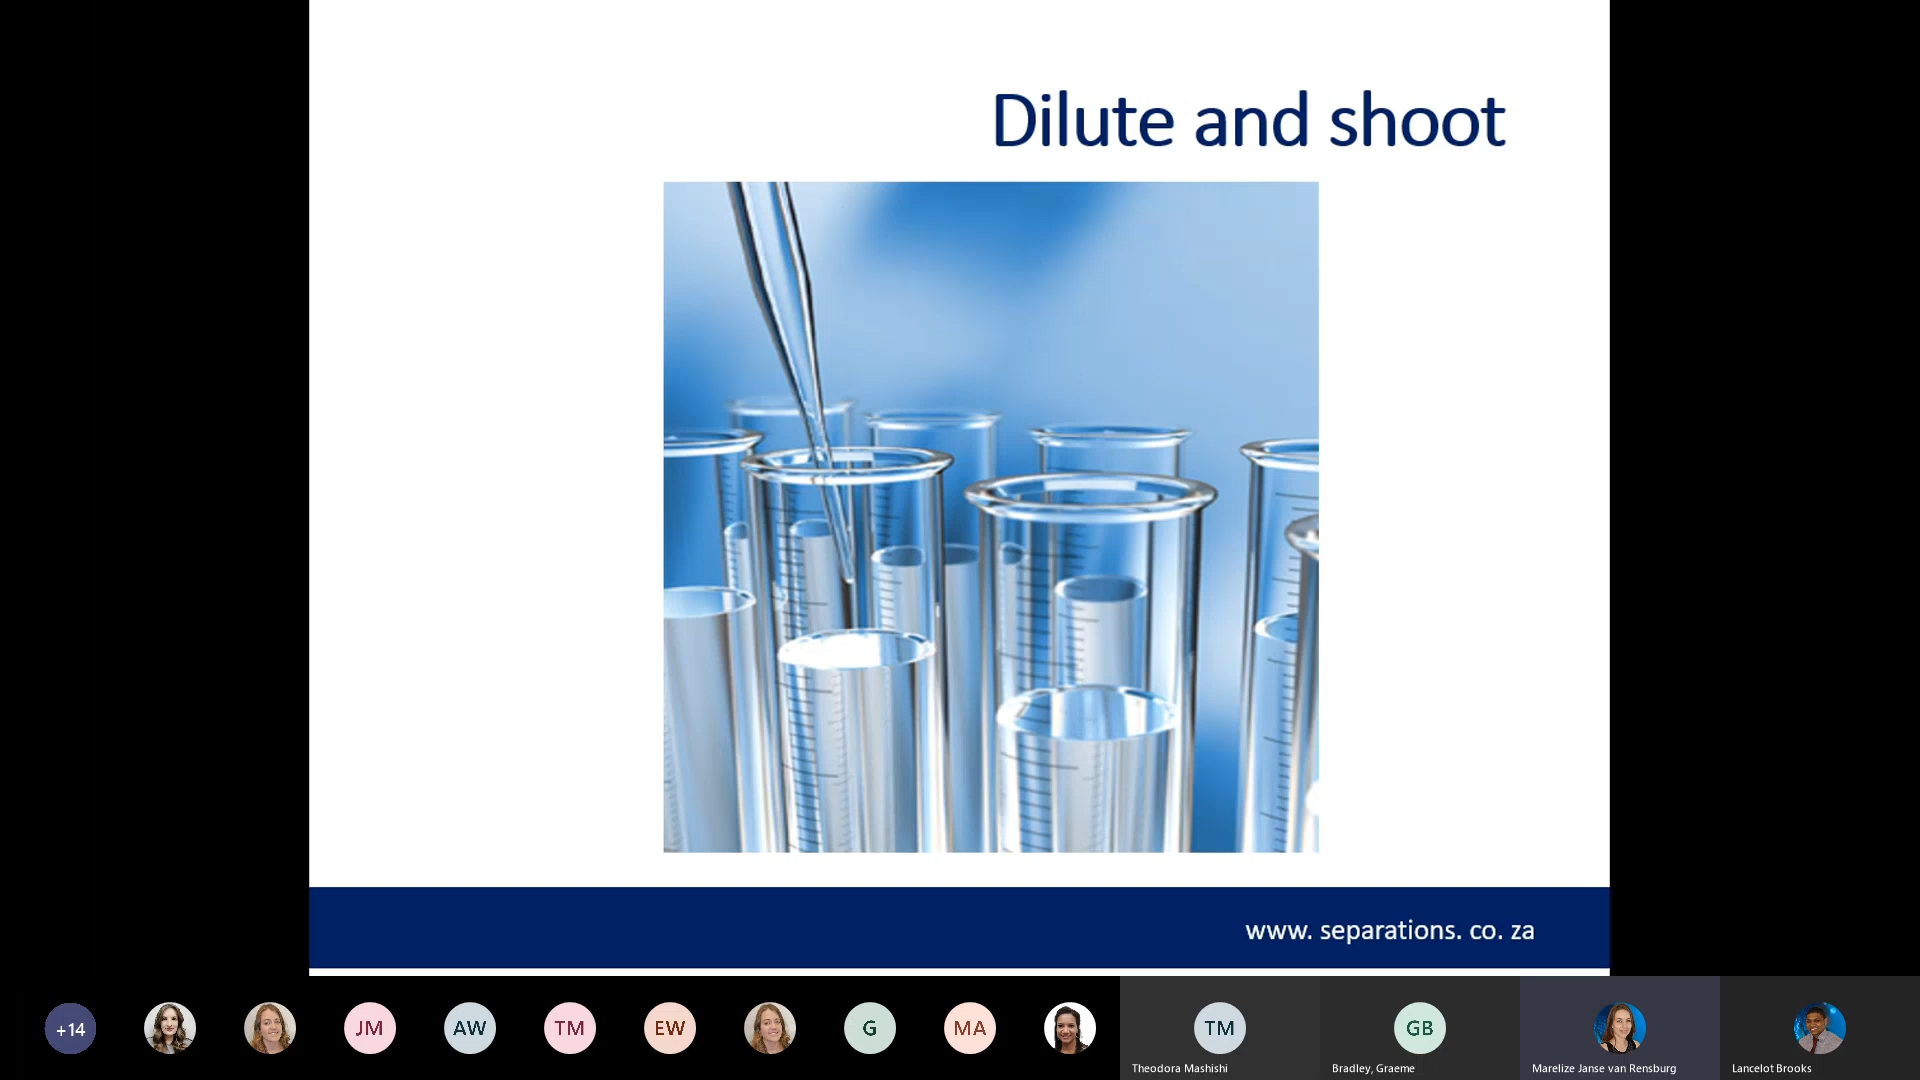 Dilute and shoot
www. separations. co. za
+14
JM
AW
TM
EW
G
MA
TM
GB
Theodora Mashishi
Bradley, Graeme
Marelize Janse van Rensburg
Lancelot Brooks